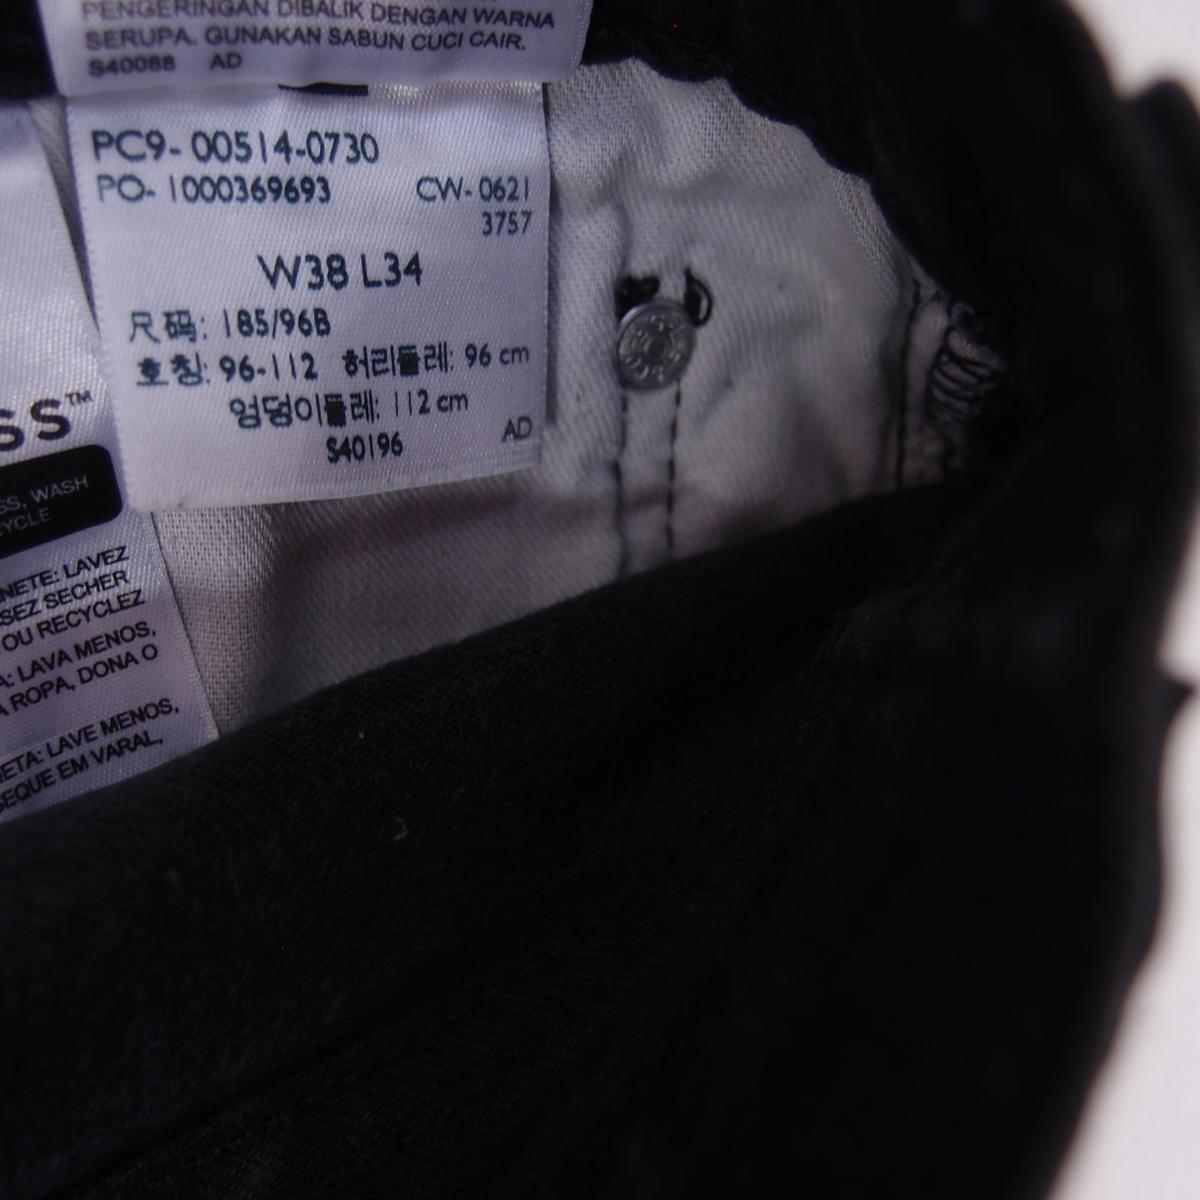 PENGERINGAN DIBALIK DENGAN WARNA
SERUPA. GUNAKAN SABUN CUCI CAIR.
S40088 AD
PC9- 00514-0730
PO- 1000369693 CW- 0621
3757
W38 L34
尺码: 185/96B
호칭: 96-112 허리둘레: 96 cm
엉덩이둘레: 112 cm
S40196 AD
SS™
SS, WASH
CYCLE
NETE: LAVEZ
SEZ SECHER
OU RECYCLEZ
A: LAVA MENOS,
A ROPA, DONA O
ETA: LAVE MENOS,
SEQUE EM VARAL,